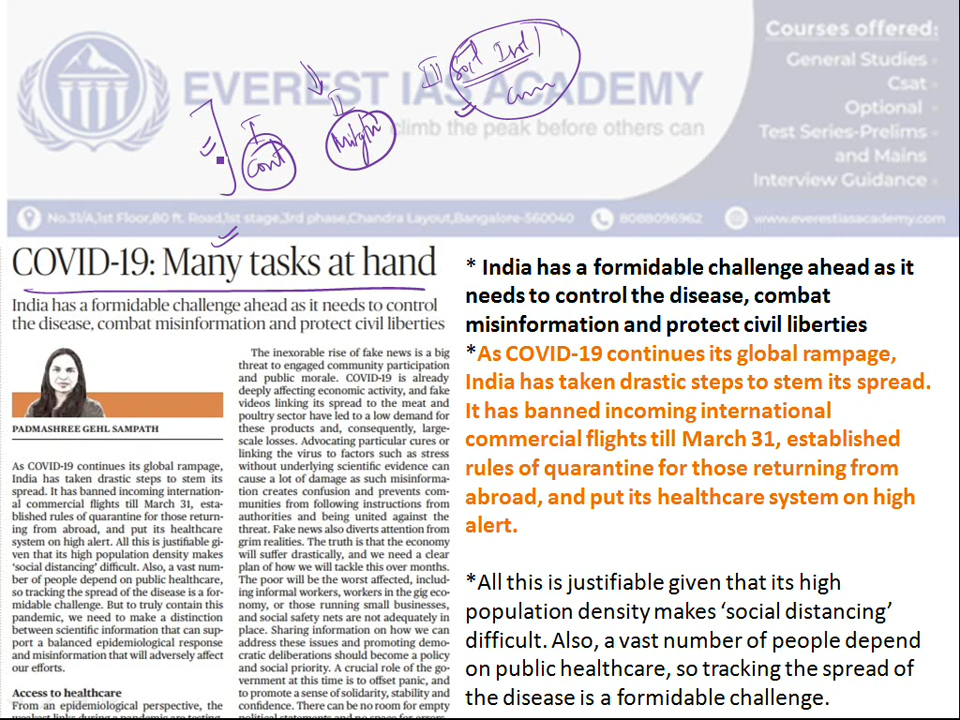 Courses offered:
General Studies
Csat
Optional
Test Series-Prelims
and Mains
Interview Guidance
EVEREST IAS ACADEMY
climb the peak before others can
I
II
III
Cont
No.31/A,1st Floor,80 ft. Road,1st stage,3rd phase,Chandra Layout,Bangalore-560040
8088096962
www.everestiasacademy.com
COVID-19: Many tasks at hand
India has a formidable challenge ahead as it needs to control
the disease, combat misinformation and protect civil liberties
PADMASHREE GEHL SAMPATH
As COVID-19 continues its global rampage,
India has taken drastic steps to stem its
spread. It has banned incoming internation-
al commercial flights till March 31, esta-
blished rules of quarantine for those return-
ing from abroad, and put its healthcare
system on high alert. All this is justifiable gi-
ven that its high population density makes
‘social distancing’ difficult. Also, a vast num-
ber of people depend on public healthcare,
so tracking the spread of the disease is a for-
midable challenge. But to truly contain this
pandemic, we need to make a distinction
between scientific information that can sup-
port a balanced epidemiological response
and misinformation that will adversely affect
our efforts.
Access to healthcare
From an epidemiological perspective, the
weakest links during a pandemic are testing,
The inexorable rise of fake news is a big
threat to engaged community participation
and public morale. COVID-19 is already
deeply affecting economic activity, and fake
videos linking its spread to the meat and
poultry sector have led to a low demand for
these products and, consequently, large-
scale losses. Advocating particular cures or
linking the virus to factors such as stress
without underlying scientific evidence can
cause a lot of damage as such misinforma-
tion creates confusion and prevents com-
munities from following instructions from
authorities and being united against the
threat. Fake news also diverts attention from
grim realities. The truth is that the economy
will suffer drastically, and we need a clear
plan of how we will tackle this over months.
The poor will be the worst affected, includ-
ing informal workers, workers in the gig eco-
nomy, or those running small businesses,
and social safety nets are not adequately in
place. Sharing information on how we can
address these issues and promoting demo-
cratic deliberations should become a policy
and social priority. A crucial role of the go-
vernment at this time is to offset panic, and
to promote a sense of solidarity, stability and
confidence. There can be no room for empty
political statements and no space for errors
* India has a formidable challenge ahead as it
needs to control the disease, combat
misinformation and protect civil liberties
*As COVID-19 continues its global rampage,
India has taken drastic steps to stem its spread.
It has banned incoming international
commercial flights till March 31, established
rules of quarantine for those returning from
abroad, and put its healthcare system on high
alert.
*All this is justifiable given that its high
population density makes ‘social distancing’
difficult. Also, a vast number of people depend
on public healthcare, so tracking the spread of
the disease is a formidable challenge.